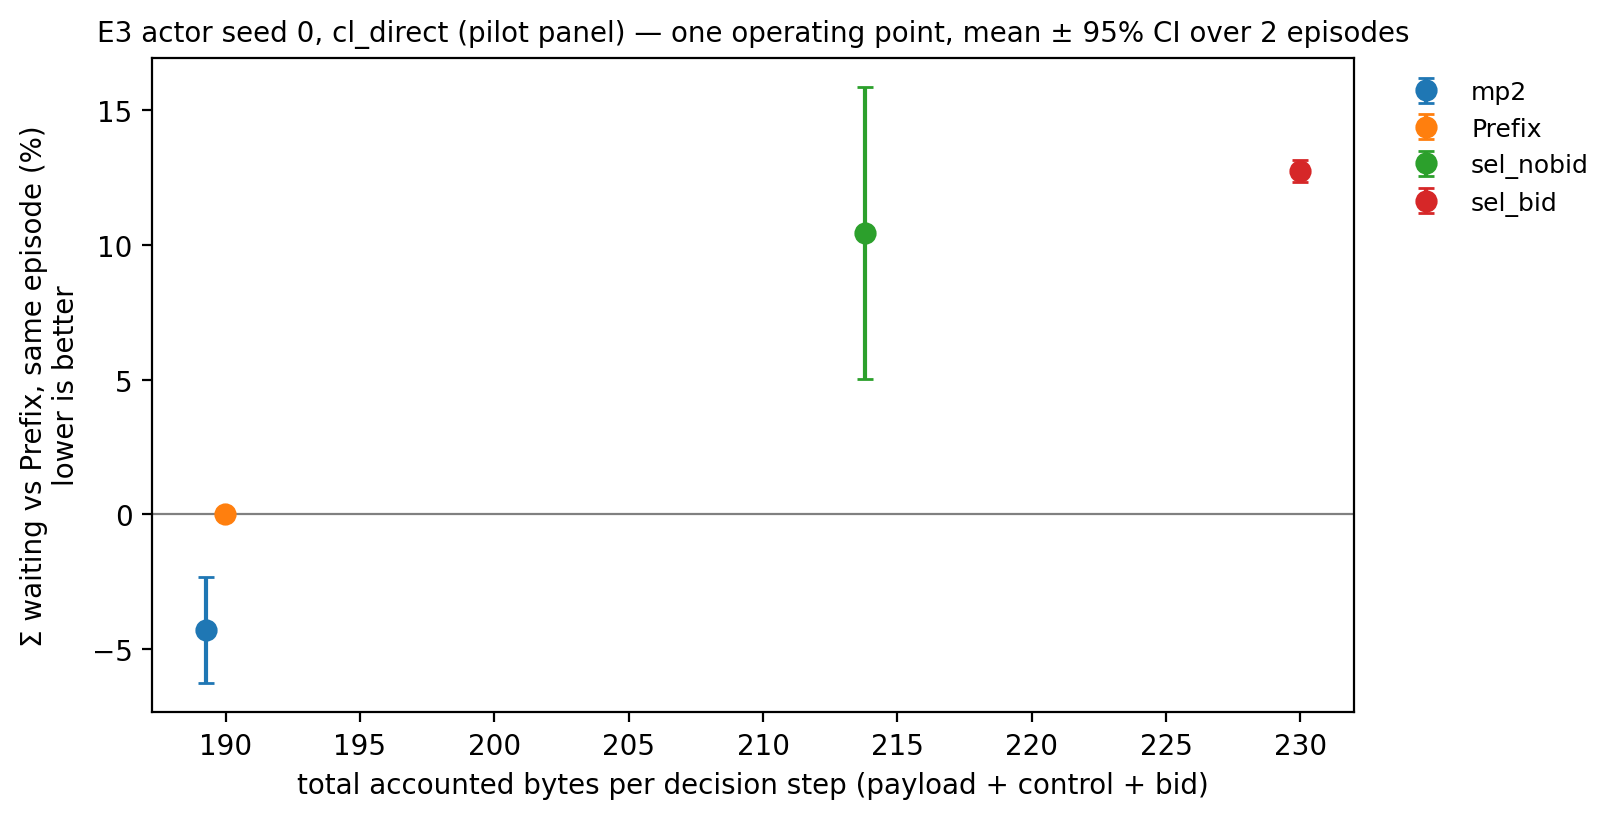 E3 actor seed 0, cl_direct (pilot panel) — one operating point, mean ± 95% CI over 2 episodes
Σ waiting vs Prefix, same episode (%)
lower is better
15
10
5
0
−5
190
195
200
205
210
215
220
225
230
total accounted bytes per decision step (payload + control + bid)
mp2
Prefix
sel_nobid
sel_bid